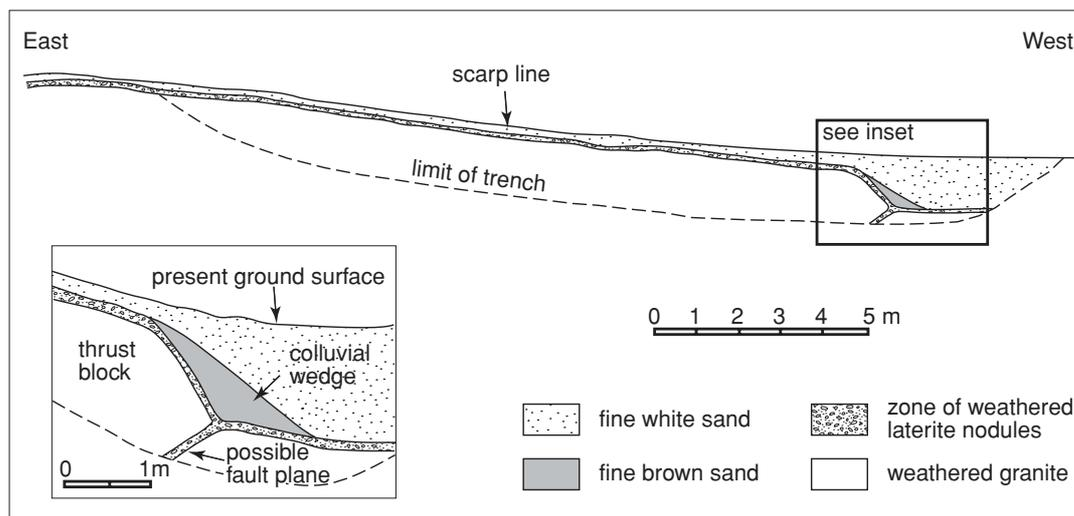 East
West
scarp line
see inset
limit of trench
present ground surface
thrust
block
colluvial
wedge
possible
fault plane
0 1m
0 1 2 3 4 5 m
fine white sand
fine brown sand
zone of weathered
laterite nodules
weathered granite